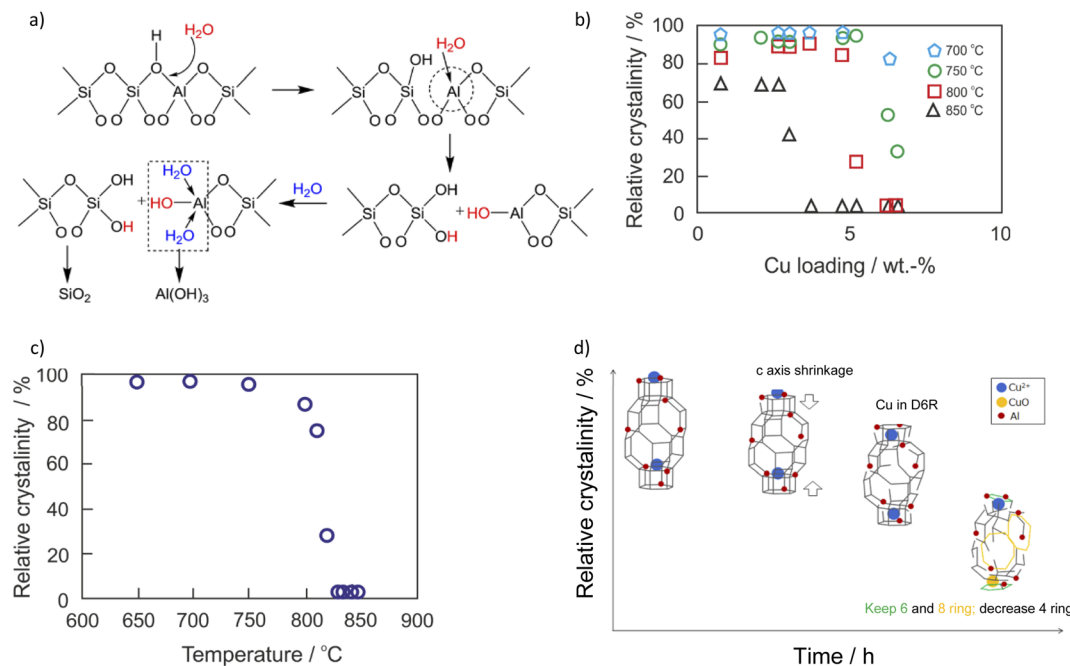 a)
H
H₂O
O
O
O
O
Si
Si
Al
Si
O O
O O
O O
H₂O
OH
O
O
Si
Si
Al
Si
O O
O O
O O
H₂O
OH
O
O
Si
Si
+
HO
Al
Si
OH
O O
O O
H₂O
OH
O
O
Si
Si
+
HO
Al
Si
OH
O O
H₂O
O O
SiO₂
Al(OH)₃
b)
Relative crystalinity / %
100
80
60
40
20
0
0
5
10
Cu loading / wt.-%
700 °C
750 °C
800 °C
850 °C
c)
Relative crystalinity / %
100
80
60
40
20
0
600
650
700
750
800
850
900
Temperature / °C
d)
Relative crystalinity / %
c axis shrinkage
Cu in D6R
Cu²⁺
CuO
Al
Keep 6 and 8 ring; decrease 4 ring
Time / h